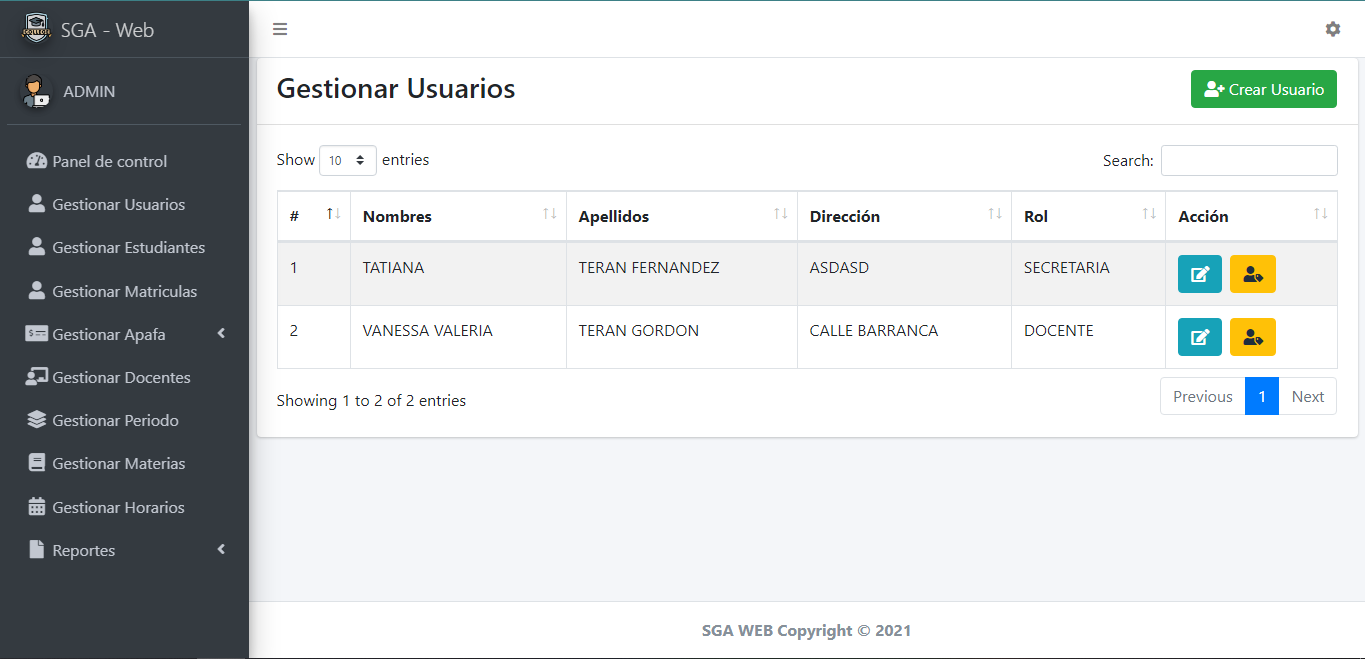 SGA - Web
ADMIN
Panel de control
Gestionar Usuarios
Gestionar Estudiantes
Gestionar Matriculas
Gestionar Apafa
Gestionar Docentes
Gestionar Periodo
Gestionar Materias
Gestionar Horarios
Reportes
Gestionar Usuarios
Crear Usuario
Show 10 entries
Search:
# Nombres Apellidos Dirección Rol Acción
1 TATIANA TERAN FERNANDEZ ASDASD SECRETARIA
2 VANESSA VALERIA TERAN GORDON CALLE BARRANCA DOCENTE
Showing 1 to 2 of 2 entries
Previous 1 Next
SGA WEB Copyright © 2021